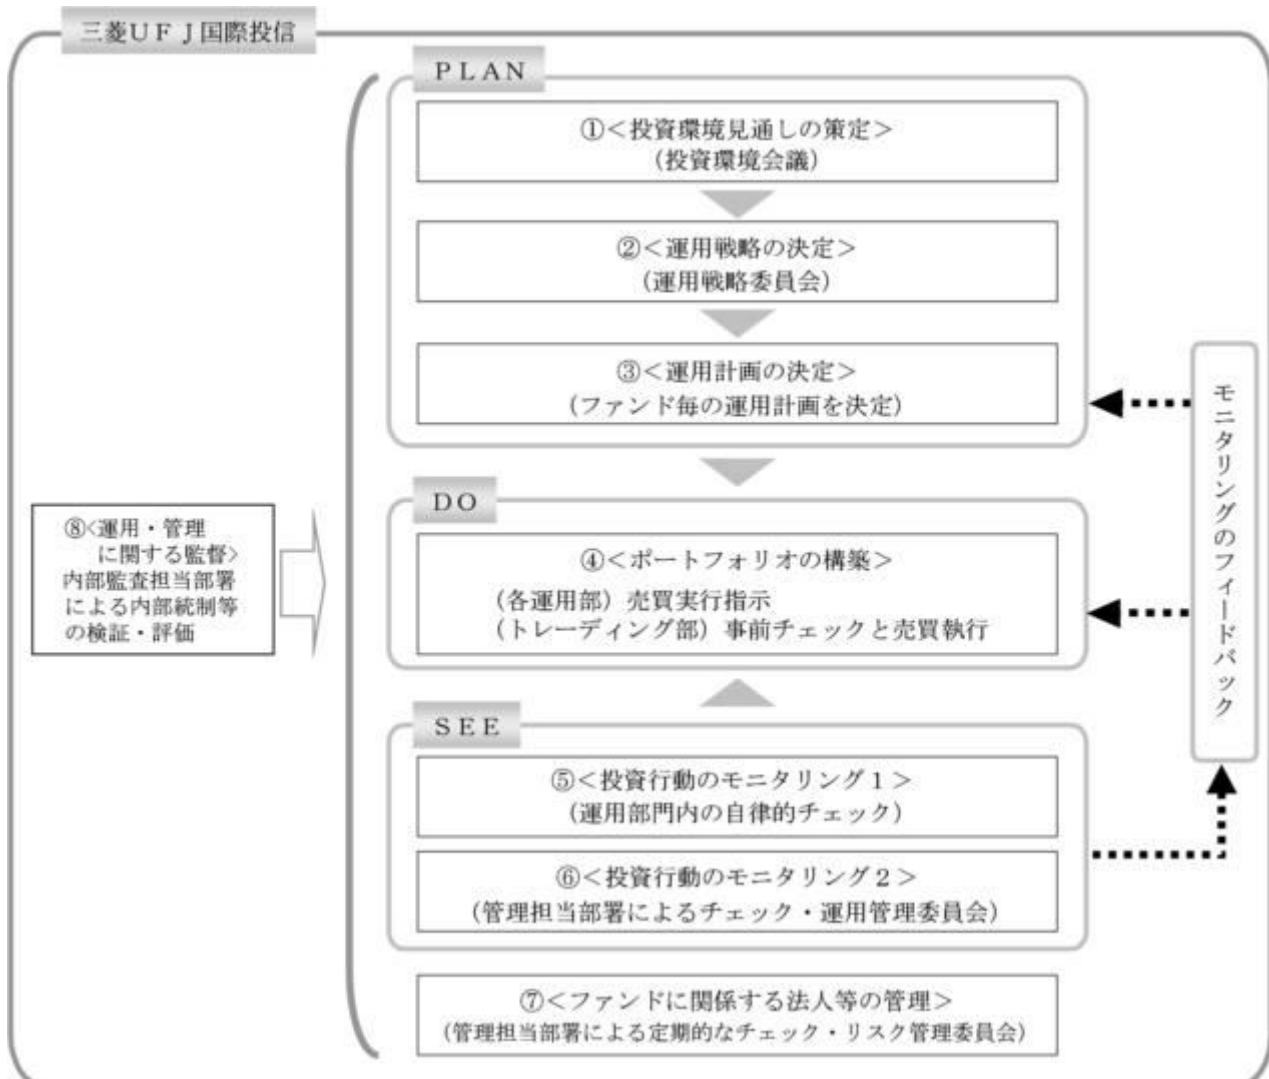 三菱ＵＦＪ国際投信
ＰＬＡＮ
①＜投資環境見通しの策定＞
（投資環境会議）
②＜運用戦略の決定＞
（運用戦略委員会）
③＜運用計画の決定＞
（ファンド毎の運用計画を決定）
ＤＯ
④＜ポートフォリオの構築＞
（各運用部）売買実行指示
（トレーディング部）事前チェックと売買執行
ＳＥＥ
⑤＜投資行動のモニタリング１＞
（運用部門内の自律的チェック）
⑥＜投資行動のモニタリング２＞
（管理担当部署によるチェック・運用管理委員会）
⑦＜ファンドに関係する法人等の管理＞
（管理担当部署による定期的なチェック・リスク管理委員会）
⑧＜運用・管理
に関する監督＞
内部監査担当部署
による内部統制等
の検証・評価
モニタリングのフィードバック